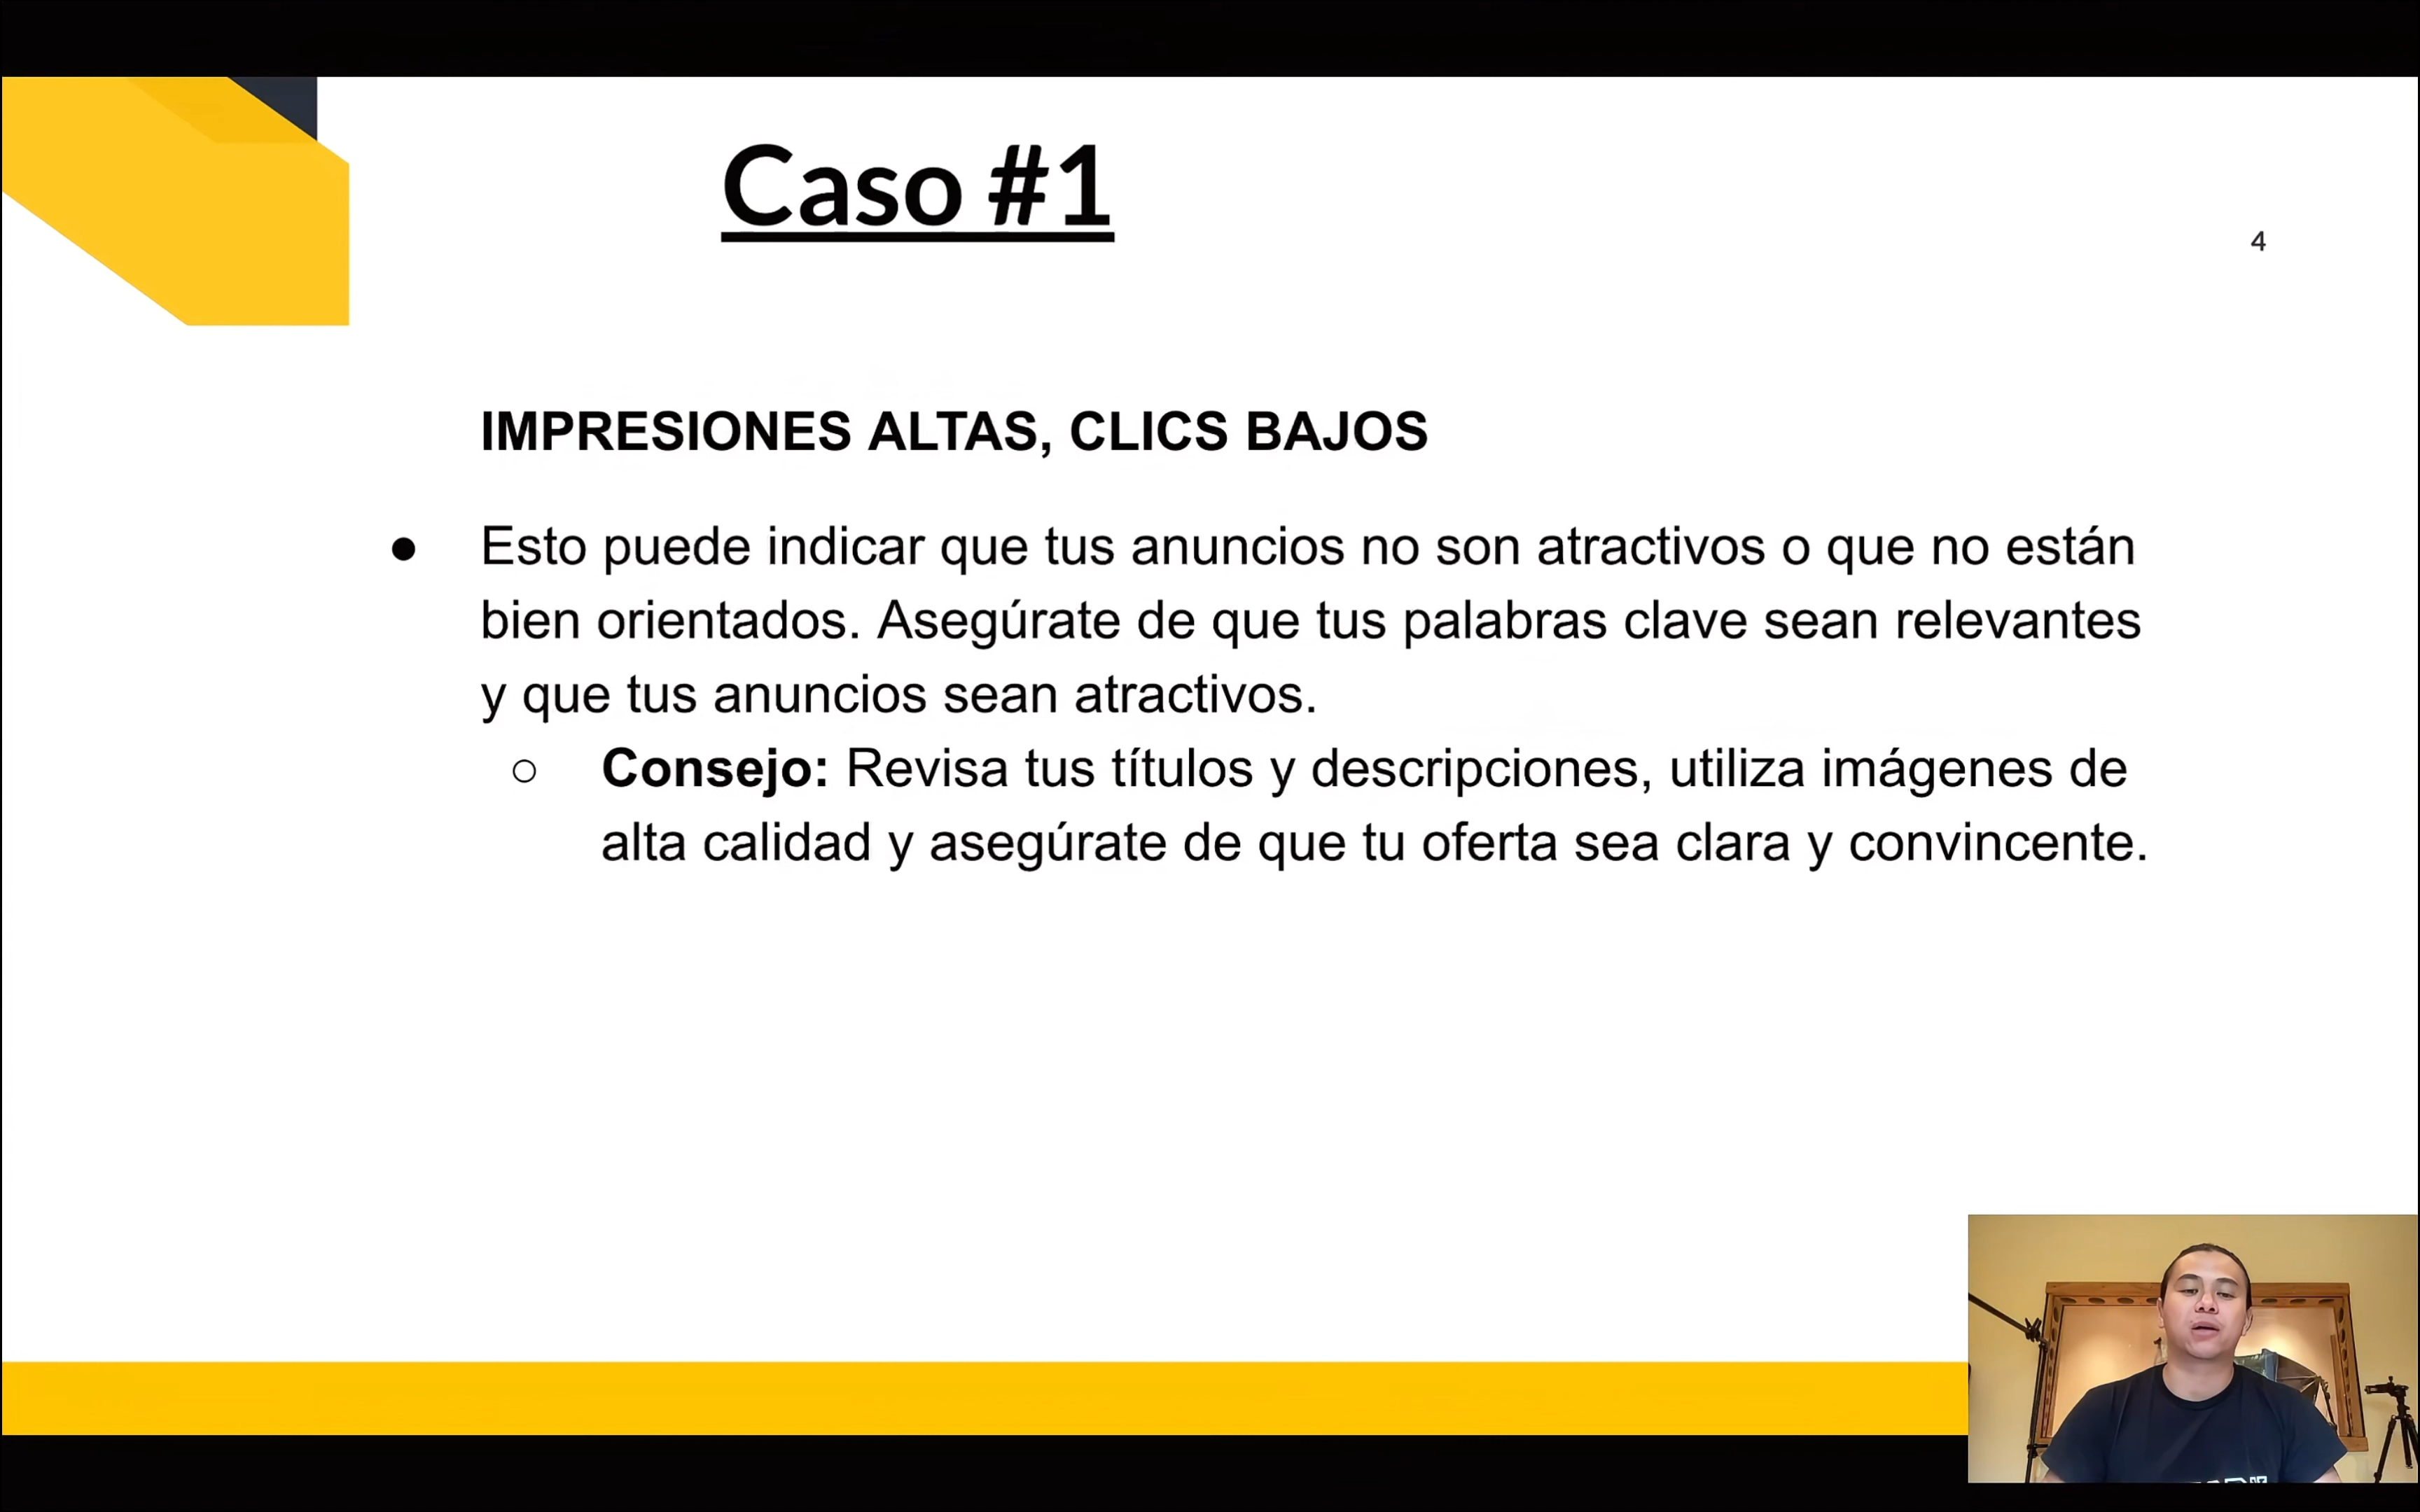 Caso #1
4
IMPRESIONES ALTAS, CLICS BAJOS
● Esto puede indicar que tus anuncios no son atractivos o que no están
bien orientados. Asegúrate de que tus palabras clave sean relevantes
y que tus anuncios sean atractivos.
○ Consejo: Revisa tus títulos y descripciones, utiliza imágenes de
alta calidad y asegúrate de que tu oferta sea clara y convincente.